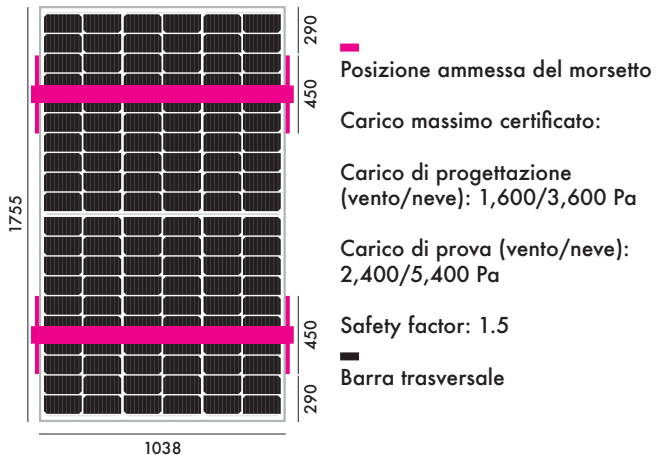 290
450
1755
450
290
1038
Posizione ammessa del morsetto
Carico massimo certificato:
Carico di progettazione
(vento/neve): 1,600/3,600 Pa
Carico di prova (vento/neve):
2,400/5,400 Pa
Safety factor: 1.5
Barra trasversale